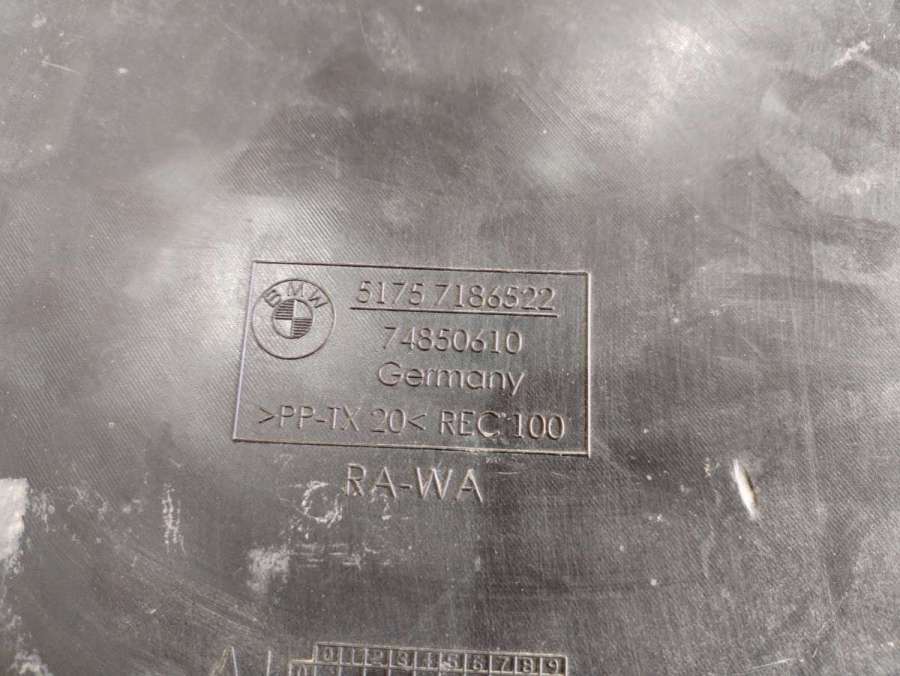 BMW
5175 7186522
74850610
Germany
>PP-TX 20< REC 100
RA-WA
0 1 2 3 4 5 6 7 8 9